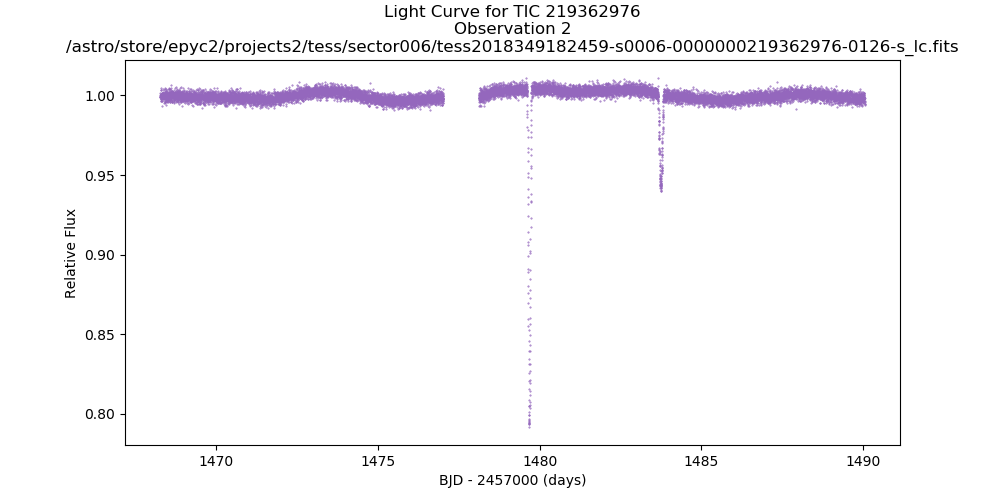 Light Curve for TIC 219362976
Observation 2
/astro/store/epyc2/projects2/tess/sector006/tess2018349182459-s0006-0000000219362976-0126-s_lc.fits
1.00
0.95
0.90
0.85
0.80
Relative Flux
1470 1475 1480 1485 1490
BJD - 2457000 (days)